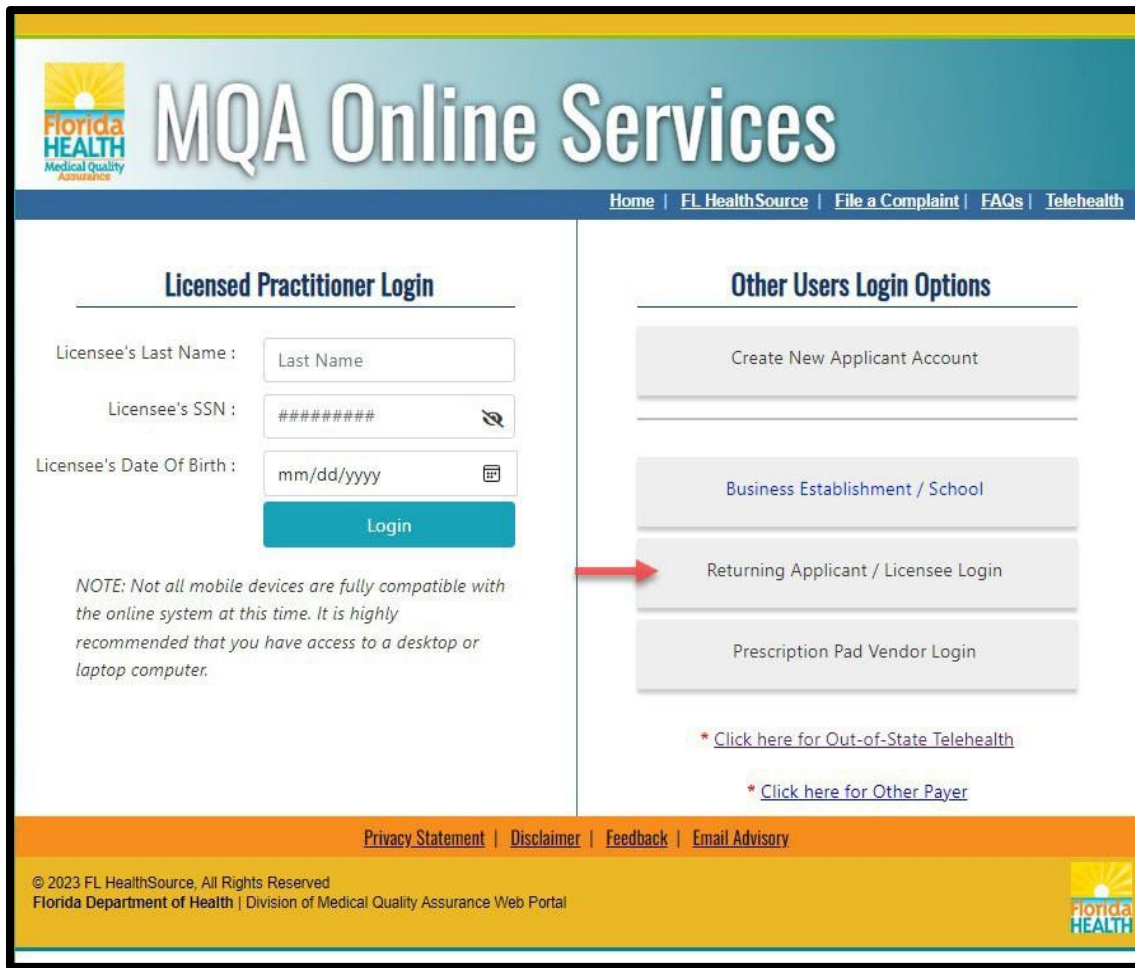 Florida
HEALTH
Medical Quality
Assurance
MQA Online Services
Home | FL HealthSource | File a Complaint | FAQs | Telehealth
Licensed Practitioner Login
Licensee's Last Name :
Last Name
Licensee's SSN :
#########
Licensee's Date Of Birth :
mm/dd/yyyy
Login
NOTE: Not all mobile devices are fully compatible with
the online system at this time. It is highly
recommended that you have access to a desktop or
laptop computer.
Other Users Login Options
Create New Applicant Account
Business Establishment / School
Returning Applicant / Licensee Login
Prescription Pad Vendor Login
* Click here for Out-of-State Telehealth
* Click here for Other Payer
Privacy Statement | Disclaimer | Feedback | Email Advisory
© 2023 FL HealthSource, All Rights Reserved
Florida Department of Health | Division of Medical Quality Assurance Web Portal
Florida
HEALTH